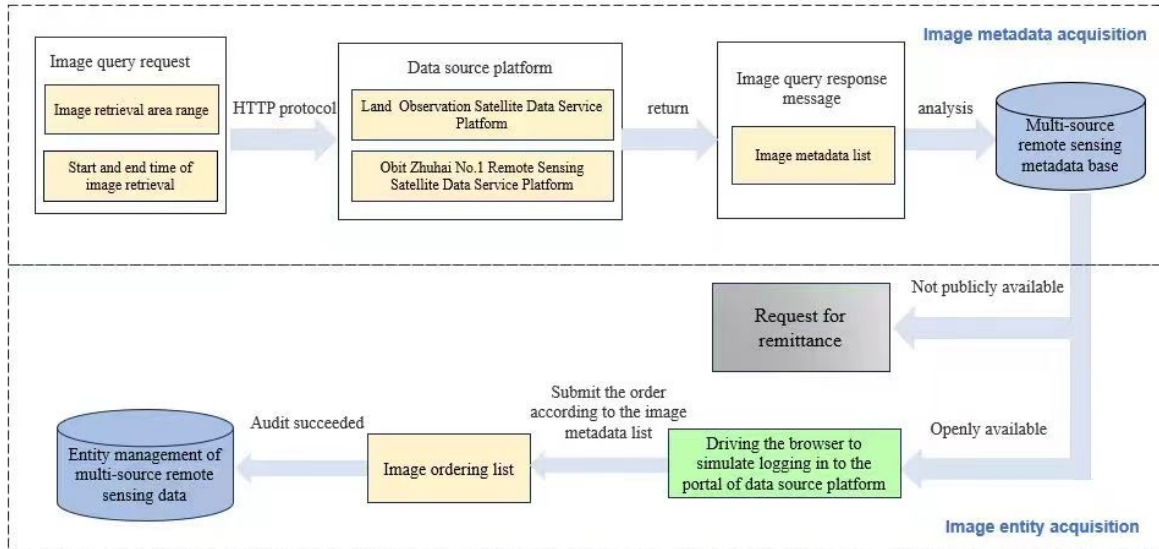 Image metadata acquisition
Image query request
Image retrieval area range
Start and end time of
image retrieval
HTTP protocol
Data source platform
Land Observation Satellite Data Service
Platform
Obit Zhuhai No.1 Remote Sensing
Satellite Data Service Platform
return
Image query response
message
Image metadata list
analysis
Multi-source
remote sensing
metadata base
Not publicly available
Request for
remittance
Openly available
Driving the browser to
simulate logging in to the
portal of data source platform
Submit the order
according to the image
metadata list
Image ordering list
Audit succeeded
Entity management of
multi-source remote
sensing data
Image entity acquisition